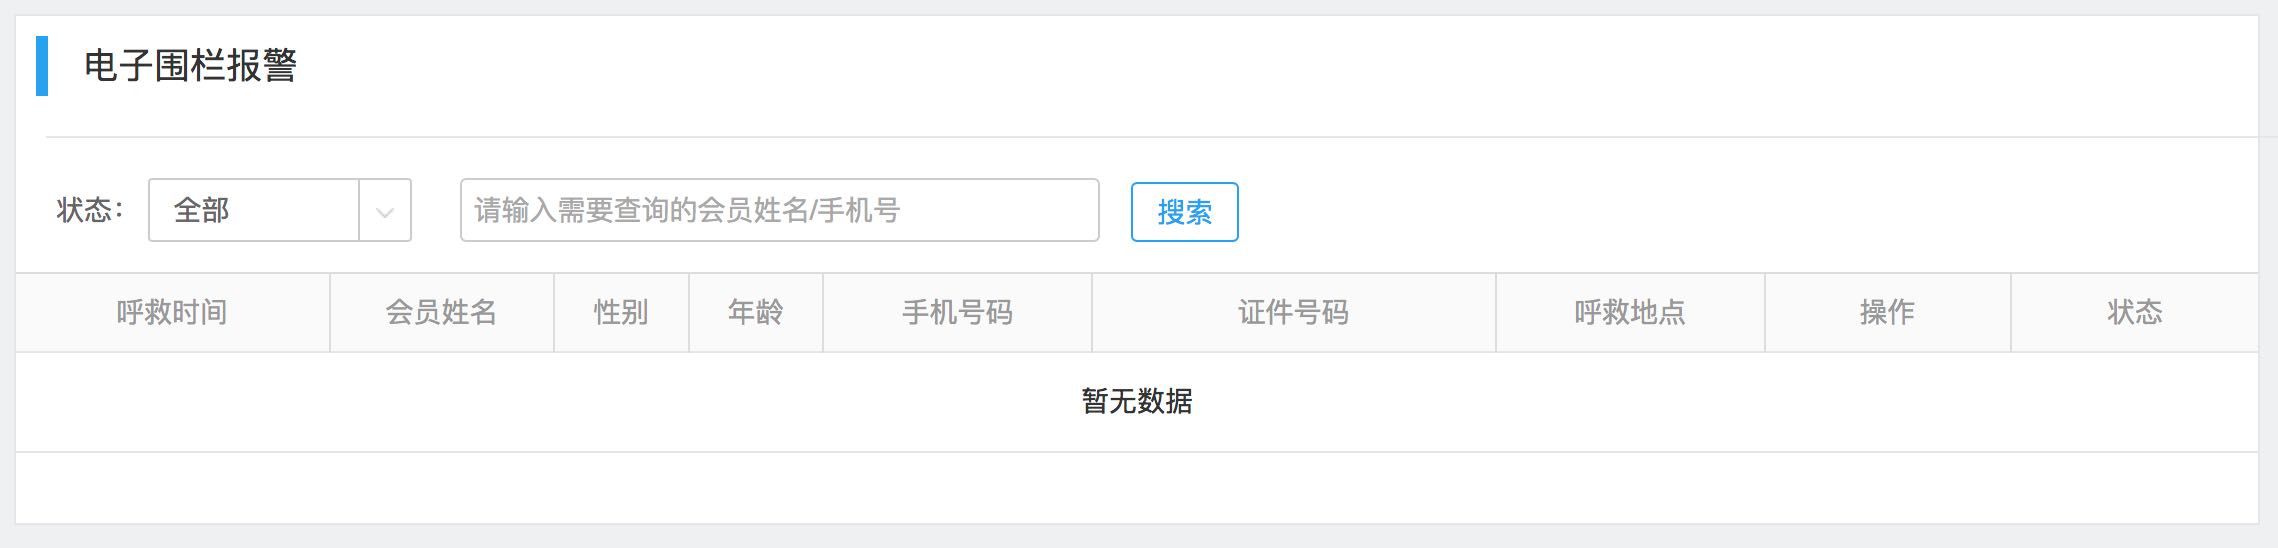 电子围栏报警
状态： 全部 请输入需要查询的会员姓名/手机号 搜索
呼救时间 会员姓名 性别 年龄 手机号码 证件号码 呼救地点 操作 状态
暂无数据